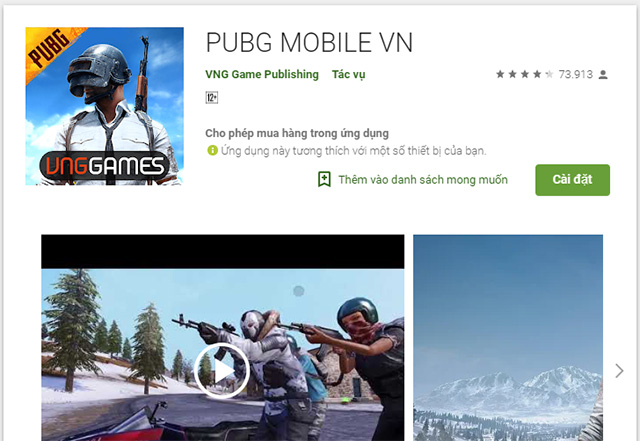 PUBG
VNGGAMES
PUBG MOBILE VN
VNG Game Publishing Tác vụ
73.913
12+
Cho phép mua hàng trong ứng dụng
Ứng dụng này tương thích với một số thiết bị của bạn.
Thêm vào danh sách mong muốn
Cài đặt